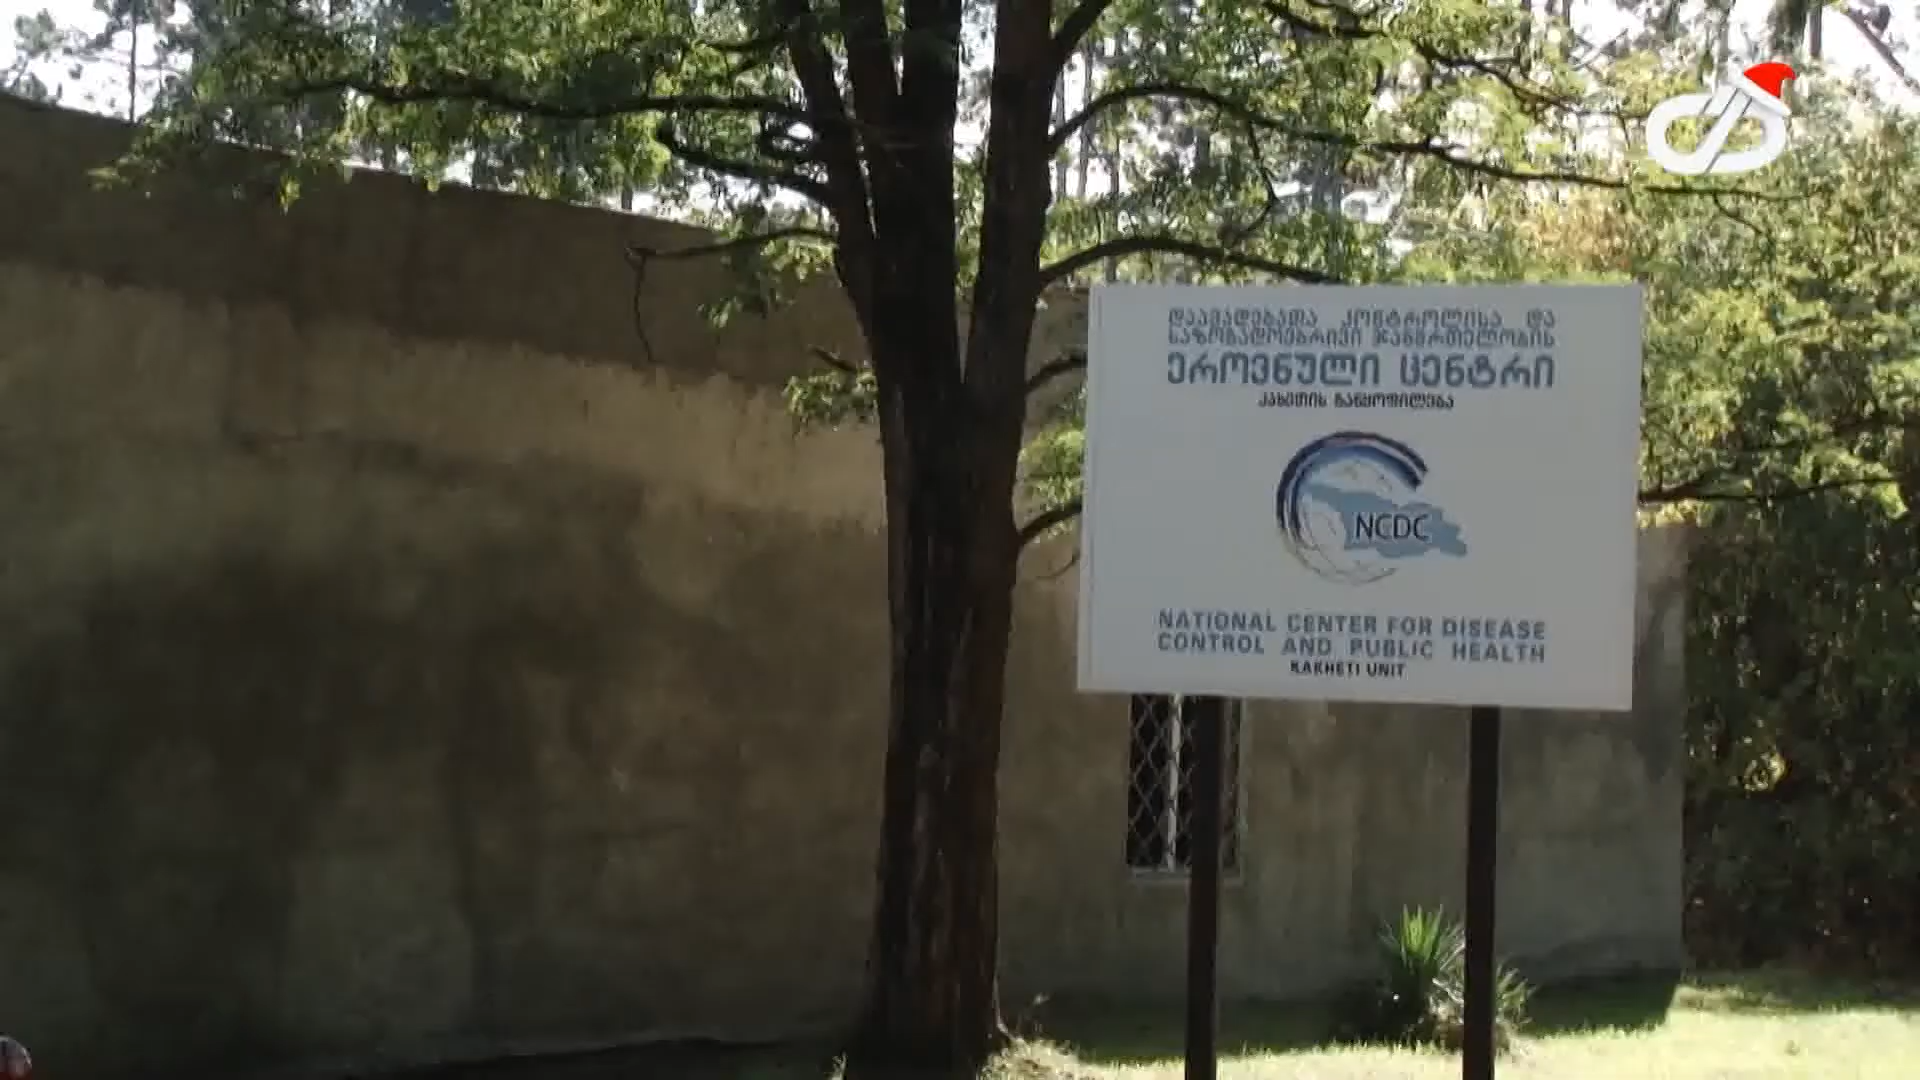 დაავადებათა კონტროლისა და
საზოგადოებრივი ჯანმრთელობის
ეროვნული ცენტრი
კახეთის განყოფილება
NCDC
NATIONAL CENTER FOR DISEASE
CONTROL AND PUBLIC HEALTH
KAKHETI UNIT